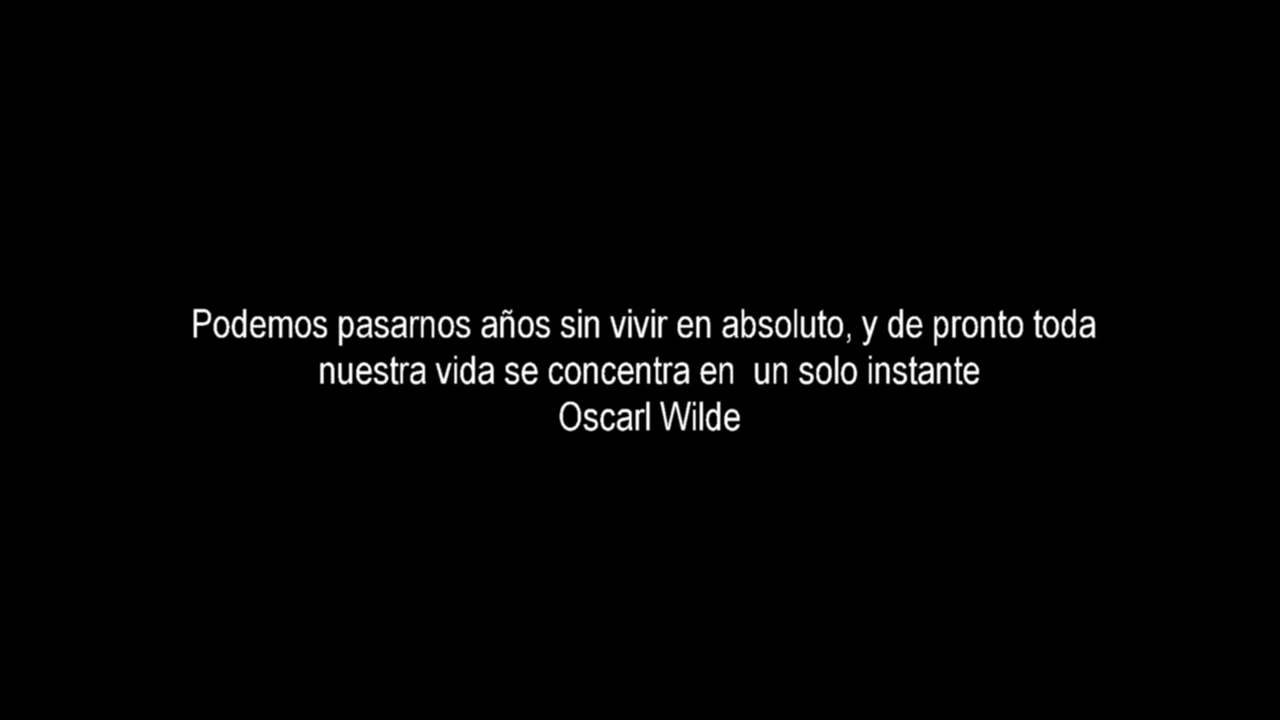 Podemos pasarnos años sin vivir en absoluto, y de pronto toda
nuestra vida se concentra en  un solo instante
Oscarl Wilde